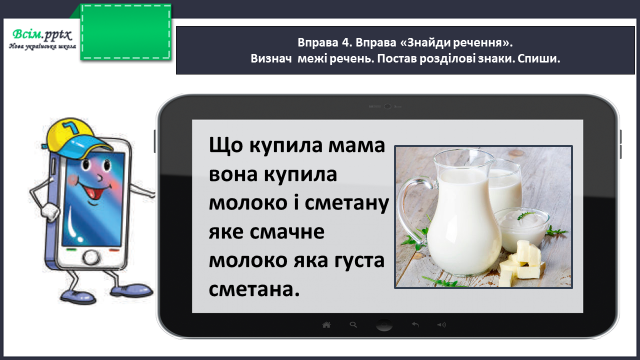 Всім.pptx
Нова українська школа
Вправа 4. Вправа «Знайди речення».
Визнач межі речень. Постав розділові знаки. Спиши.
Що купила мама
вона купила
молоко і сметану
яке смачне
молоко яка густа
сметана.